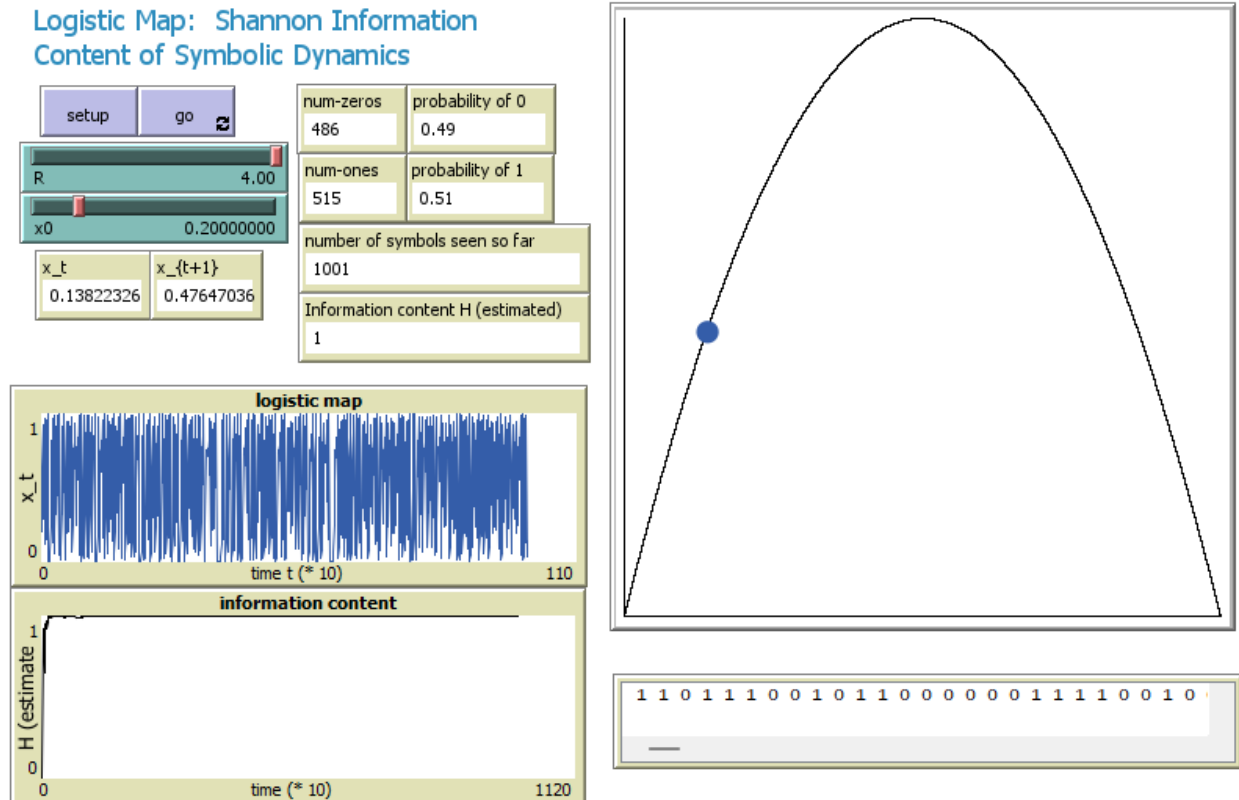 Logistic Map:  Shannon Information
Content of Symbolic Dynamics
setup
go
R
4.00
x0
0.20000000
x_t
0.13822326
x_{t+1}
0.47647036
num-zeros
486
probability of 0
0.49
num-ones
515
probability of 1
0.51
number of symbols seen so far
1001
Information content H (estimated)
1
logistic map
x_t
1
0
0
time t (* 10)
110
information content
H (estimate
1
0
0
time (* 10)
1120
1 1 0 1 1 1 0 0 1 0 1 1 0 0 0 0 0 0 1 1 1 1 0 0 1 0